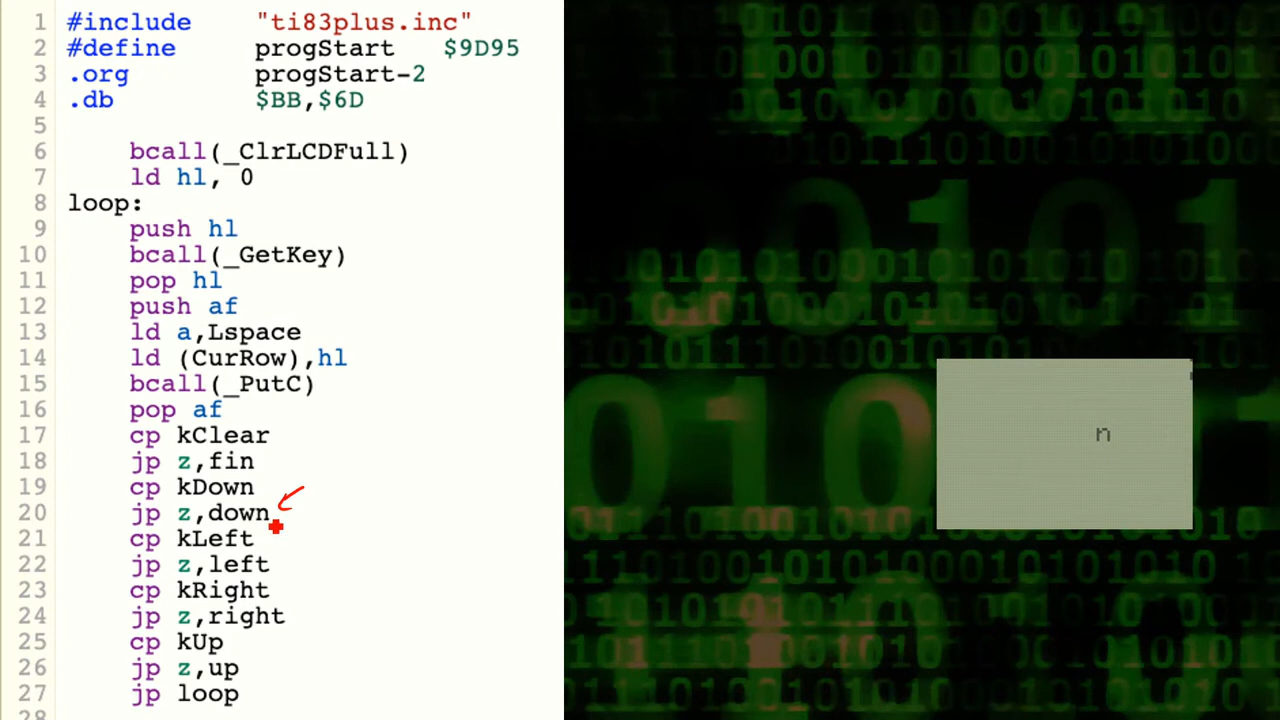 1 #include "ti83plus.inc"
2 #define progStart $9D95
3 .org progStart-2
4 .db $BB,$6D
5
6 bcall(_ClrLCDFull)
7 ld hl, 0
8 loop:
9 push hl
10 bcall(_GetKey)
11 pop hl
12 push af
13 ld a,Lspace
14 ld (CurRow),hl
15 bcall(_PutC)
16 pop af
17 cp kClear
18 jp z,fin
19 cp kDown
20 jp z,down
21 cp kLeft
22 jp z,left
23 cp kRight
24 jp z,right
25 cp kUp
26 jp z,up
27 jp loop
28
n